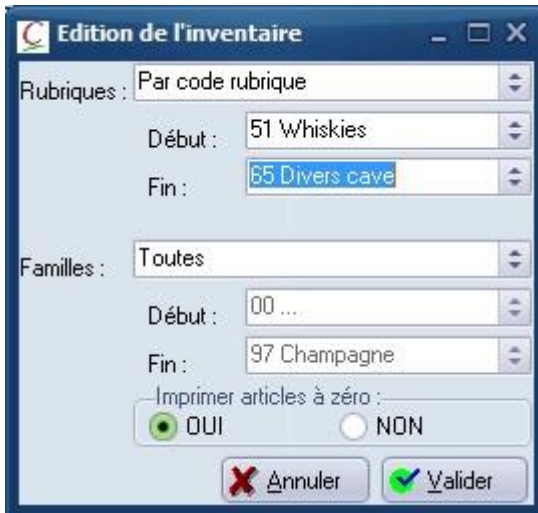 Edition de l'inventaire
Rubriques : Par code rubrique
Début : 51 Whiskies
Fin : 65 Divers cave
Familles : Toutes
Début : 00 ...
Fin : 97 Champagne
Imprimer articles à zéro :
OUI NON
Annuler Valider